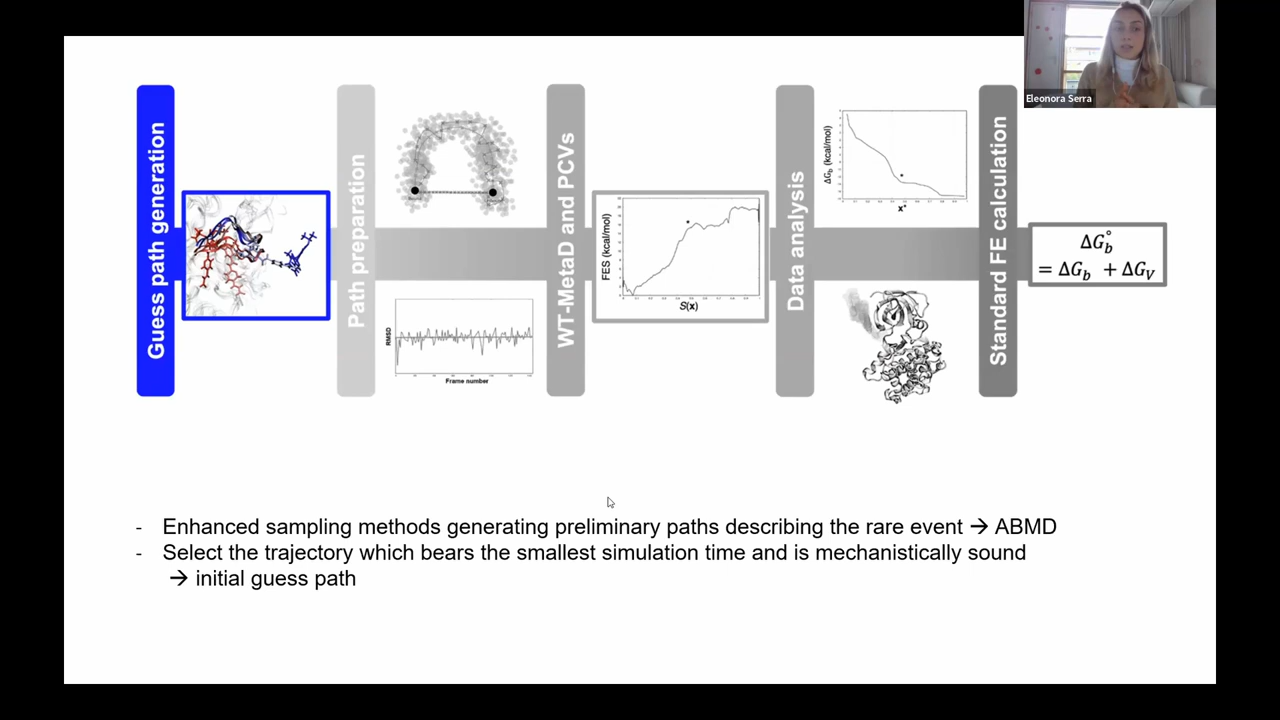 Eleonora Serra
Guess path generation
Path preparation
RMSD
Frame number
WT-MetaD and PCVs
FES (kcal/mol)
S(x)
Data analysis
ΔG_b (kcal/mol)
x*
Standard FE calculation
ΔG_b°
= ΔG_b + ΔG_V
- Enhanced sampling methods generating preliminary paths describing the rare event → ABMD
- Select the trajectory which bears the smallest simulation time and is mechanistically sound
→ initial guess path